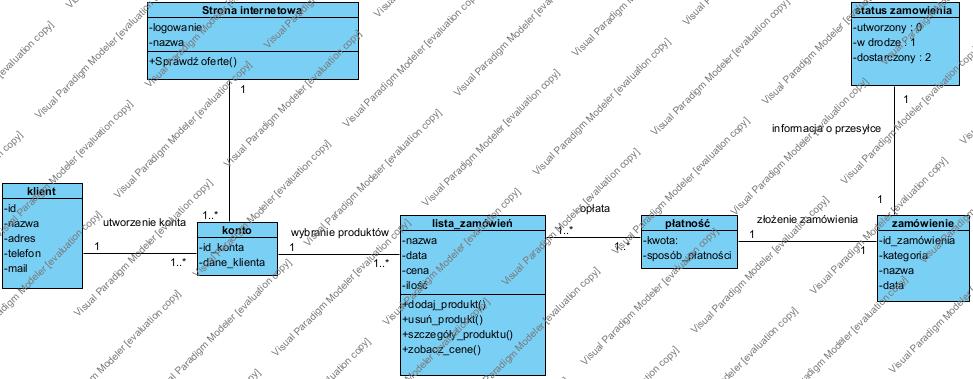 Strona internetowa
-logowanie
-nazwa
+Sprawdź oferte()
1
1..*
status zamowienia
-utworzony : 0
-w drodze : 1
-dostarczony : 2
1
informacja o przesyłce
1
klient
-id
-nazwa
-adres
-telefon
-mail
utworzenie konta
1
1..*
konto
-id_konta
-dane_klienta
wybranie produktów
1
1..*
lista_zamówień
-nazwa
-data
-cena
-ilość
+dodaj_produkt()
+usuń_produkt()
+szczegóły_produktu()
+zobacz_cene()
opłata
1..*
płatność
-kwota:
-sposób_płatności
złożenie zamówienia
1
1
zamówienie
-id_zamówienia
-kategoria
-nazwa
-data
Visual Paradigm Modeler [evaluation copy]